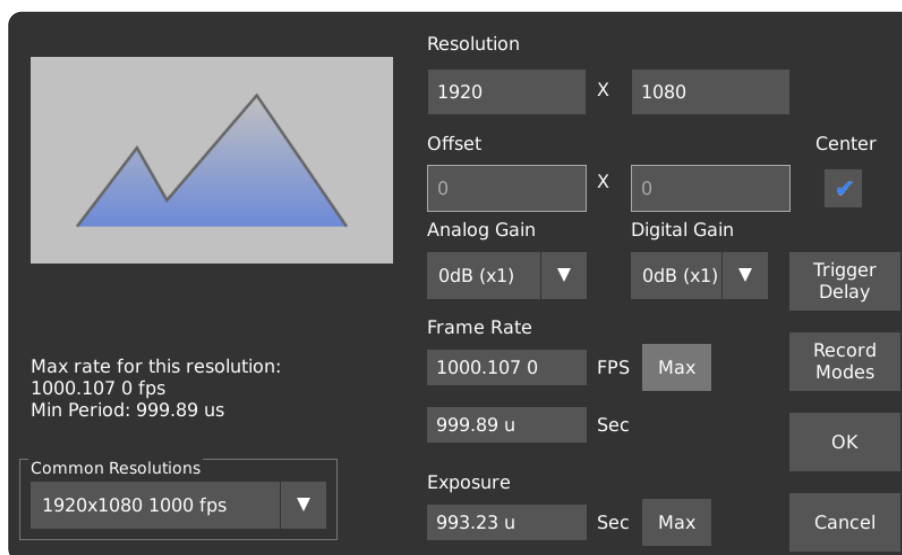 Resolution
1920 X 1080
Offset Center
0 X 0
Analog Gain Digital Gain
0dB (x1) 0dB (x1)
Trigger
Delay
Frame Rate
1000.107 0 FPS Max
Record
Modes
Max rate for this resolution:
1000.107 0 fps
Min Period: 999.89 us
999.89 u Sec
OK
Common Resolutions
1920x1080 1000 fps
Exposure
993.23 u Sec Max
Cancel